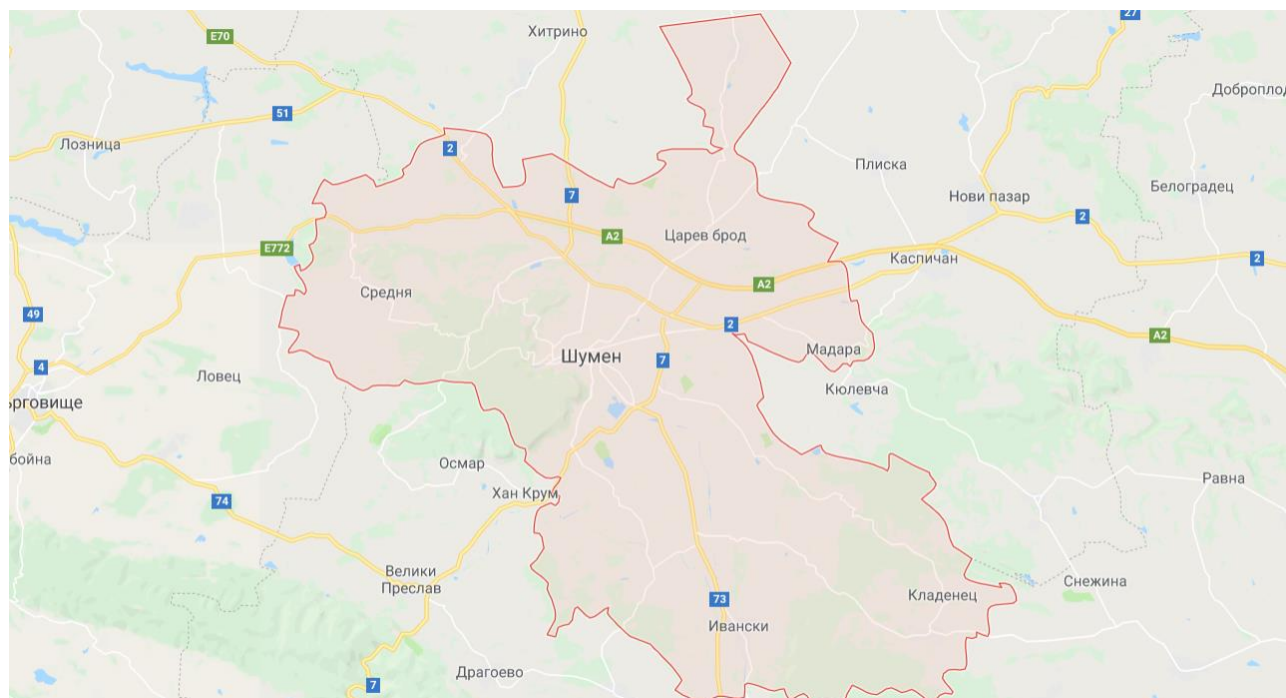 27
E70
Хитрино
Доброплод
51
Лозница
2
Плиска
7
Нови пазар
Белоградец
2
Царев брод
A2
E772
Каспичан
2
A2
Средня
49
2
A2
Мадара
Шумен
7
4
Ловец
Кюлевча
ърговище
бойна
Осмар
Равна
Хан Крум
74
Велики
Преслав
Снежина
73
Кладенец
Ивански
Драгоево
7